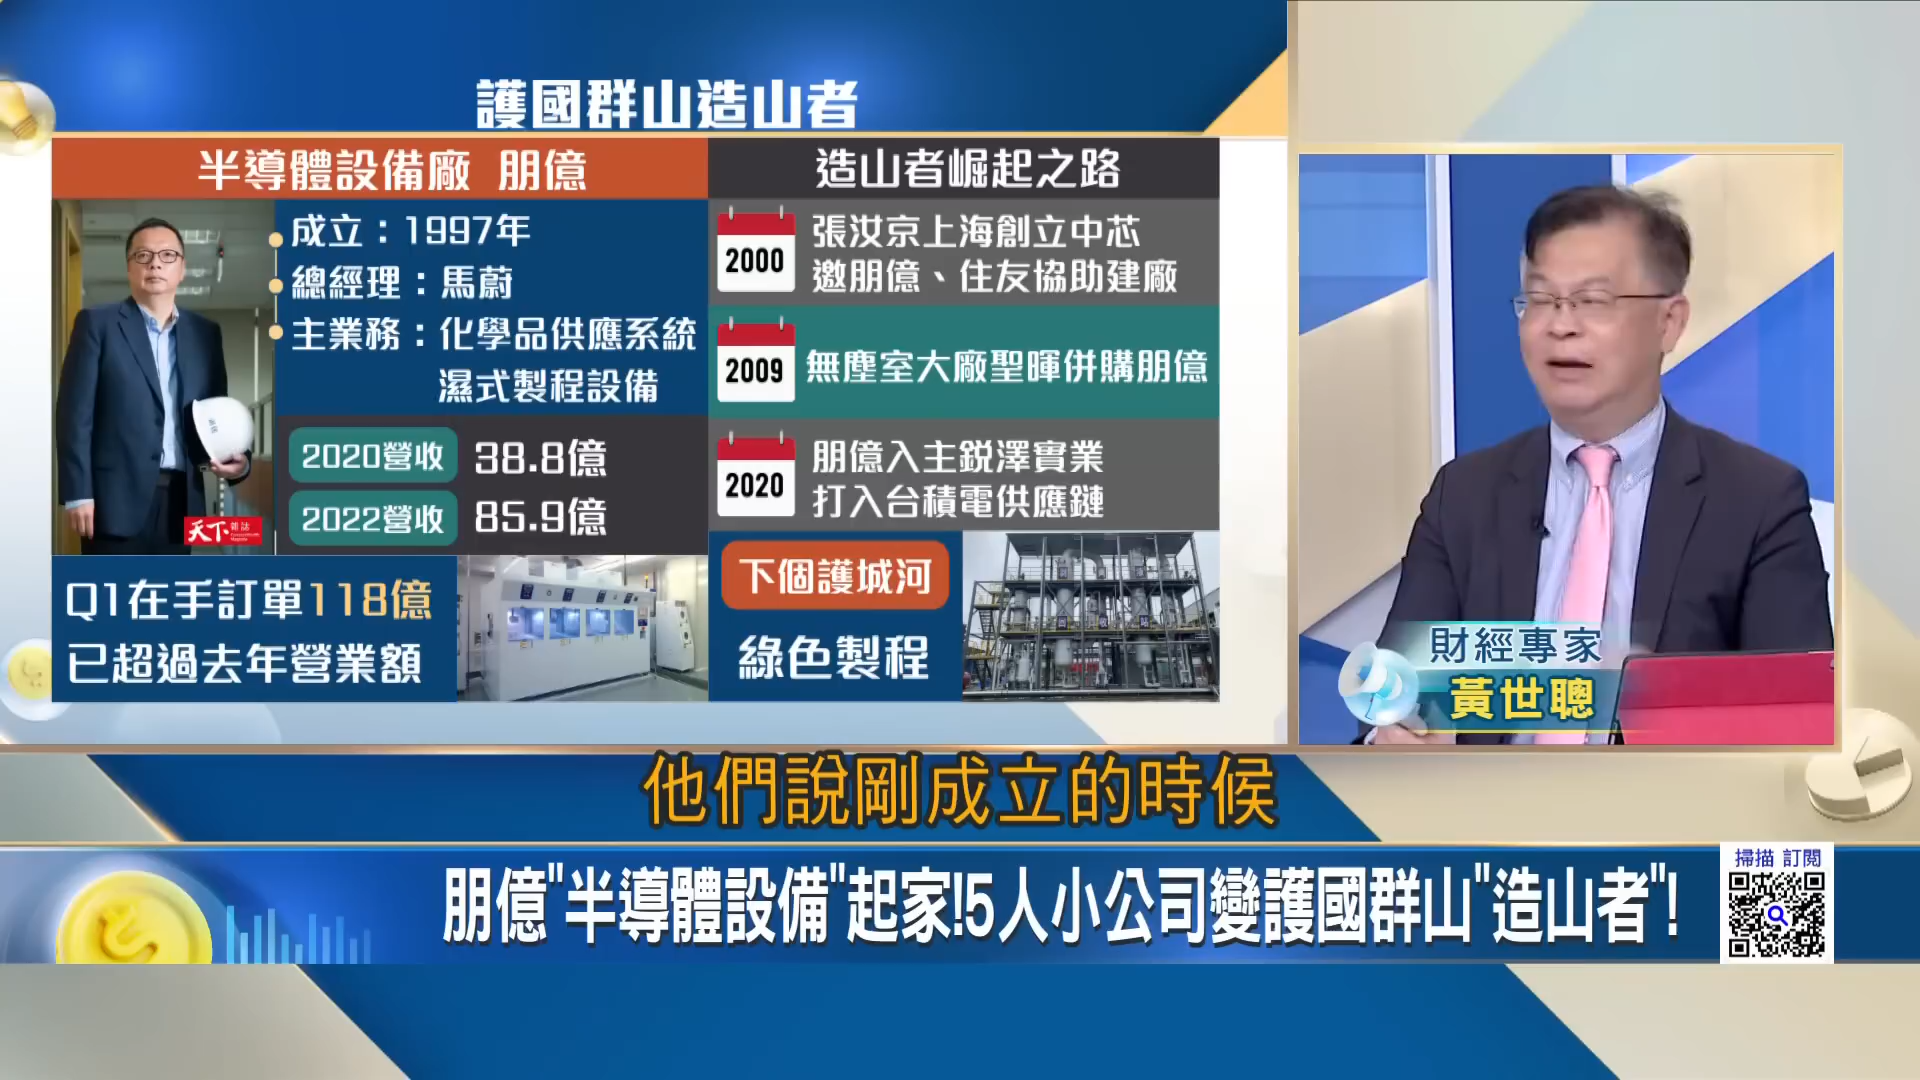 護國群山造山者
半導體設備廠 朋億
成立：1997年
總經理：馬蔚
主業務：化學品供應系統
濕式製程設備
2020營收 38.8億
2022營收 85.9億
天下雜誌
Q1在手訂單118億
已超過去年營業額
造山者崛起之路
2000
張汝京上海創立中芯
邀朋億、住友協助建廠
2009
無塵室大廠聖暉併購朋億
2020
朋億入主銳澤實業
打入台積電供應鏈
下個護城河
綠色製程
財經專家
黃世聰
他們說剛成立的時候
朋億"半導體設備"起家!5人小公司變護國群山"造山者"!
掃描 訂閱